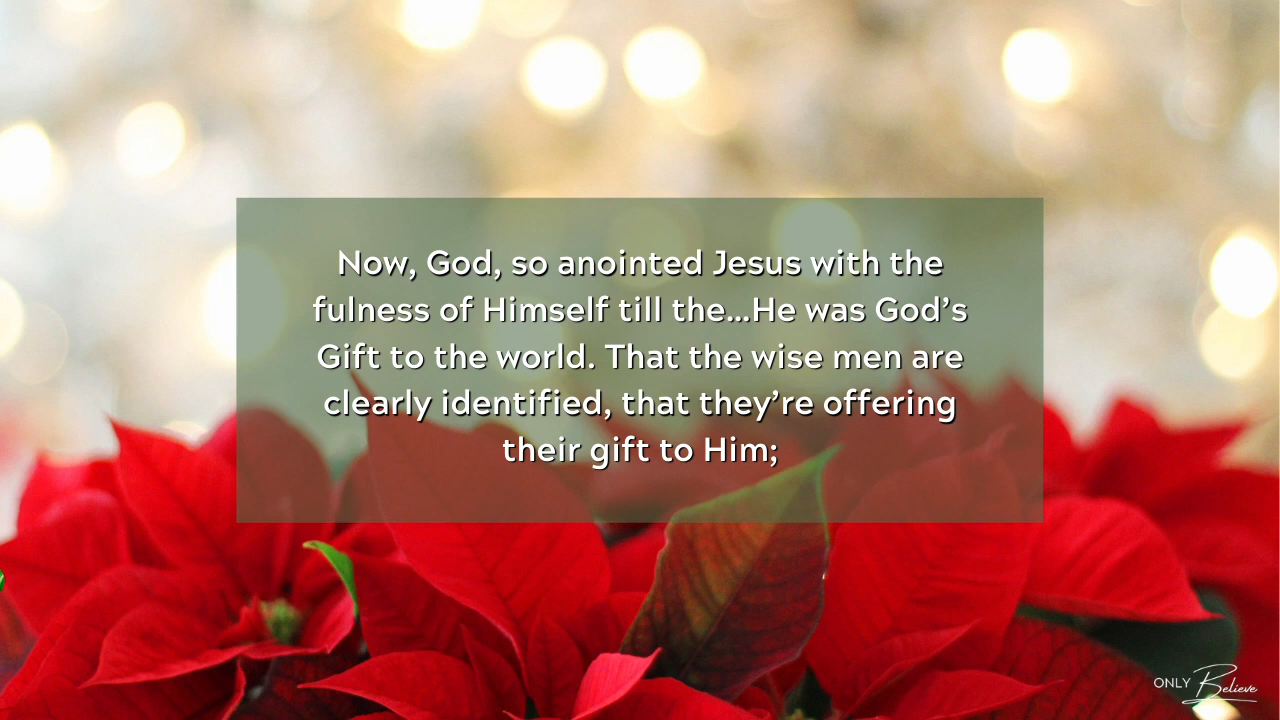 Now, God, so anointed Jesus with the
fulness of Himself till the...He was God’s
Gift to the world. That the wise men are
clearly identified, that they’re offering
their gift to Him;
ONLY Believe